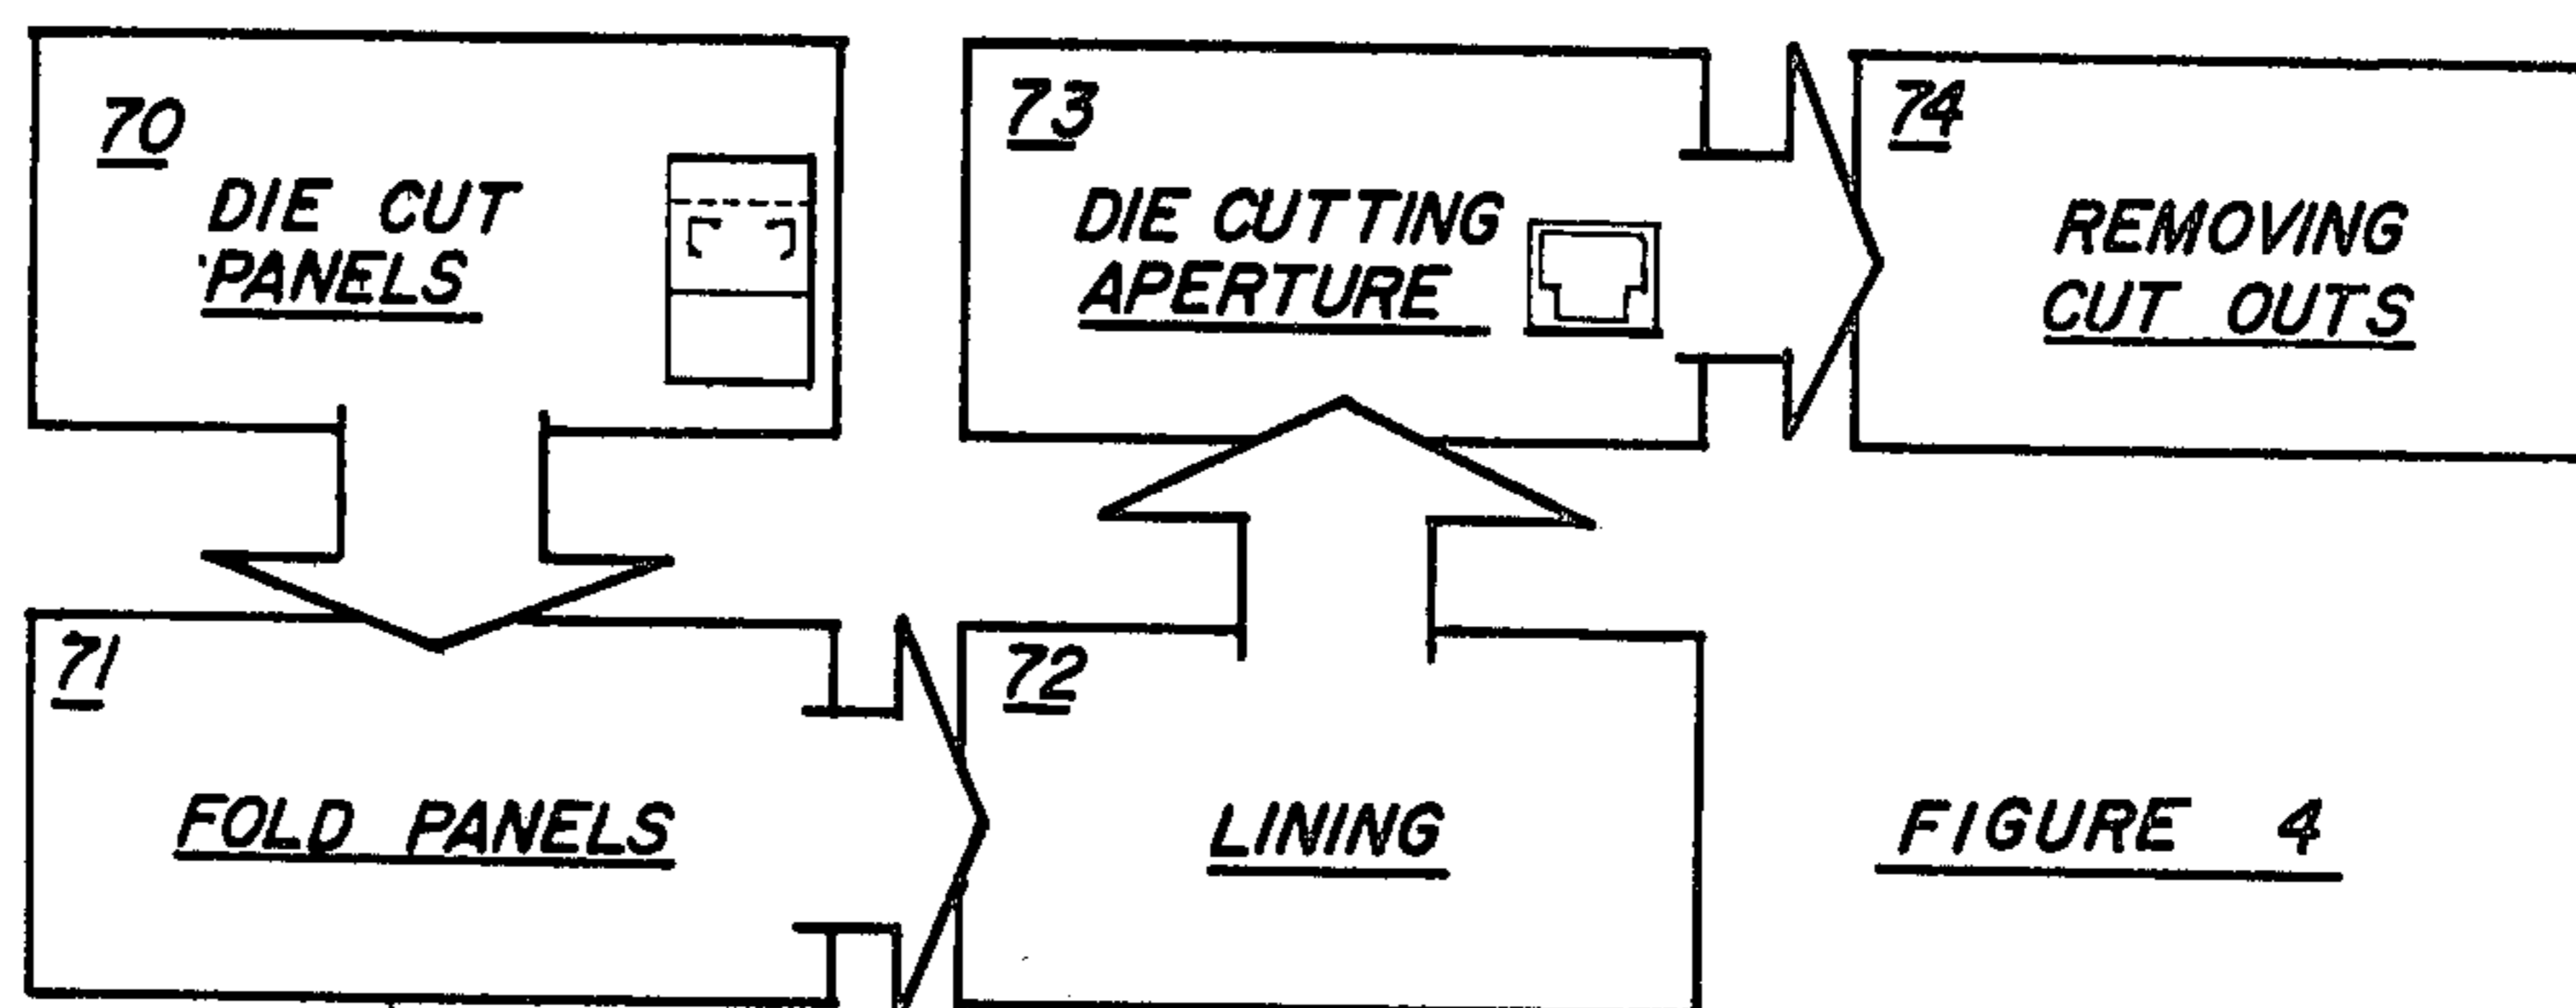 70
DIE CUT
PANELS
71
FOLD PANELS
72
LINING
73
DIE CUTTING
APERTURE
74
REMOVING
CUT OUTS
FIGURE 4